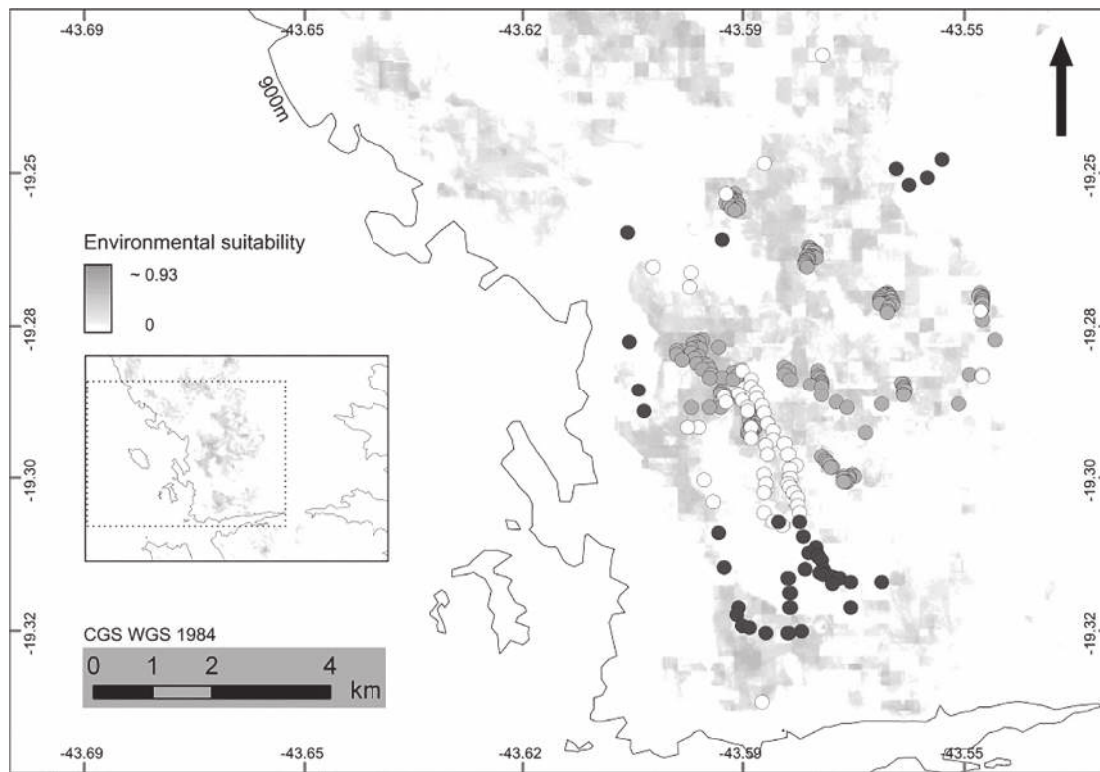 -43.69 -43.65 -43.62 -43.59 -43.55
900m
-19.25 -19.25
Environmental suitability
~ 0.93
0
-19.28 -19.28
-19.30 -19.30
-19.32 -19.32
CGS WGS 1984
0 1 2 4
km
-43.69 -43.65 -43.62 -43.59 -43.55